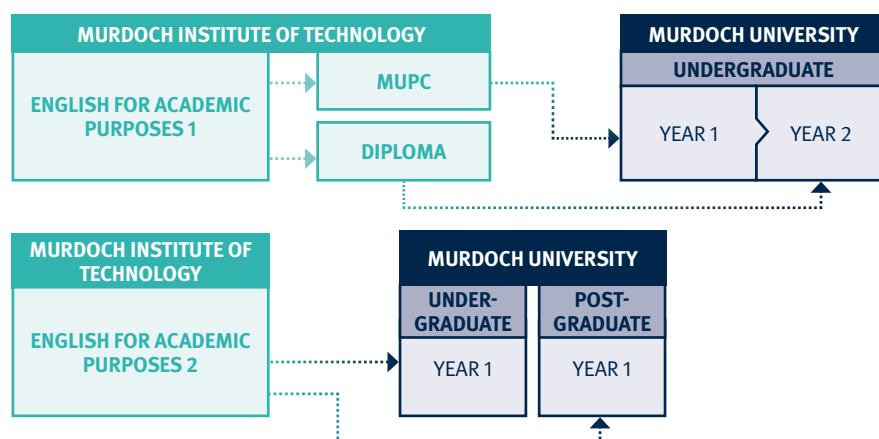 MURDOCH INSTITUTE OF TECHNOLOGY
ENGLISH FOR ACADEMIC
PURPOSES 1
MUPC
DIPLOMA
MURDOCH UNIVERSITY
UNDERGRADUATE
YEAR 1
YEAR 2
MURDOCH INSTITUTE OF
TECHNOLOGY
ENGLISH FOR ACADEMIC
PURPOSES 2
MURDOCH UNIVERSITY
UNDER-
GRADUATE
YEAR 1
POST-
GRADUATE
YEAR 1